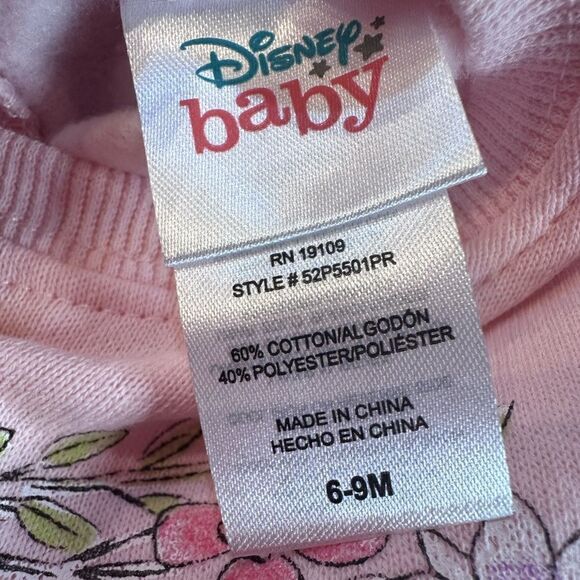 Disney
baby
RN 19109
STYLE # 52P5501PR
60% COTTON/ALGODÓN
40% POLYESTER/POLIÉSTER
MADE IN CHINA
HECHO EN CHINA
6-9M